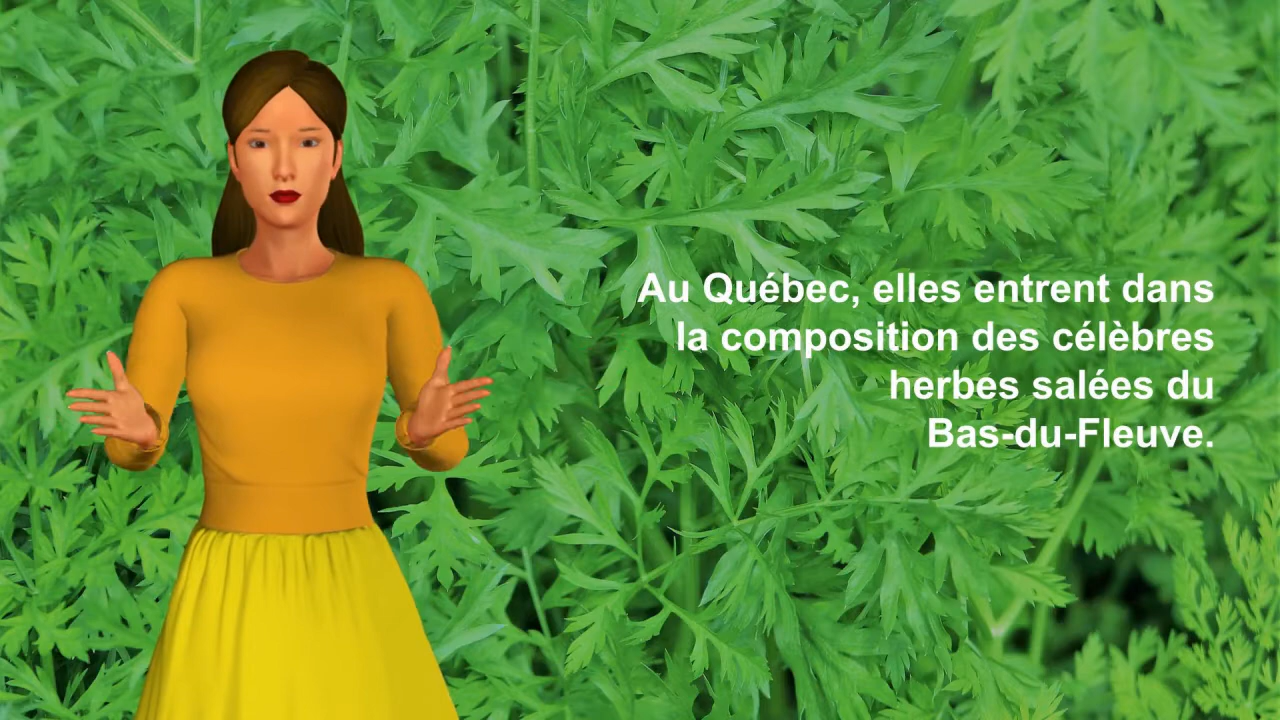 Au Québec, elles entrent dans
la composition des célèbres
herbes salées du
Bas-du-Fleuve.